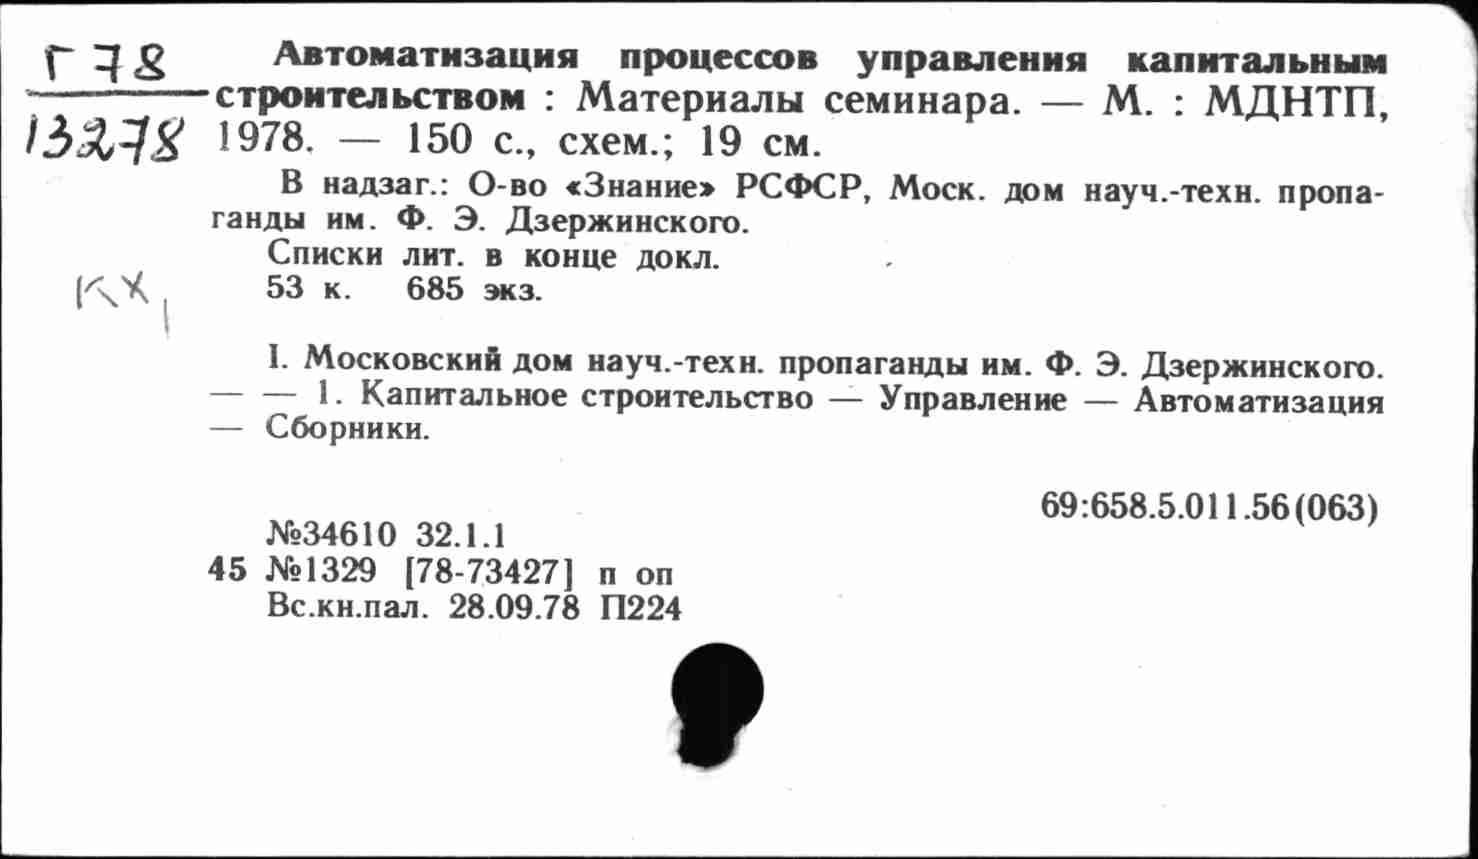 Г 78
13278
КХ
Автоматизация процессов управления капитальным
строительством : Материалы семинара. — М. : МДНТП,
1978. — 150 с., схем.; 19 см.
В надзаг.: О-во «Знание» РСФСР, Моск. дом науч.-техн. пропа-
ганды им. Ф. Э. Дзержинского.
Списки лит. в конце докл.
53 к. 685 экз.
I. Московский дом науч.-техн. пропаганды им. Ф. Э. Дзержинского.
— — 1. Капитальное строительство — Управление — Автоматизация
— Сборники.
69:658.5.011.56(063)
№34610 32.1.1
45 №1329 [78-73427] п оп
Вс.кн.пал. 28.09.78 П224